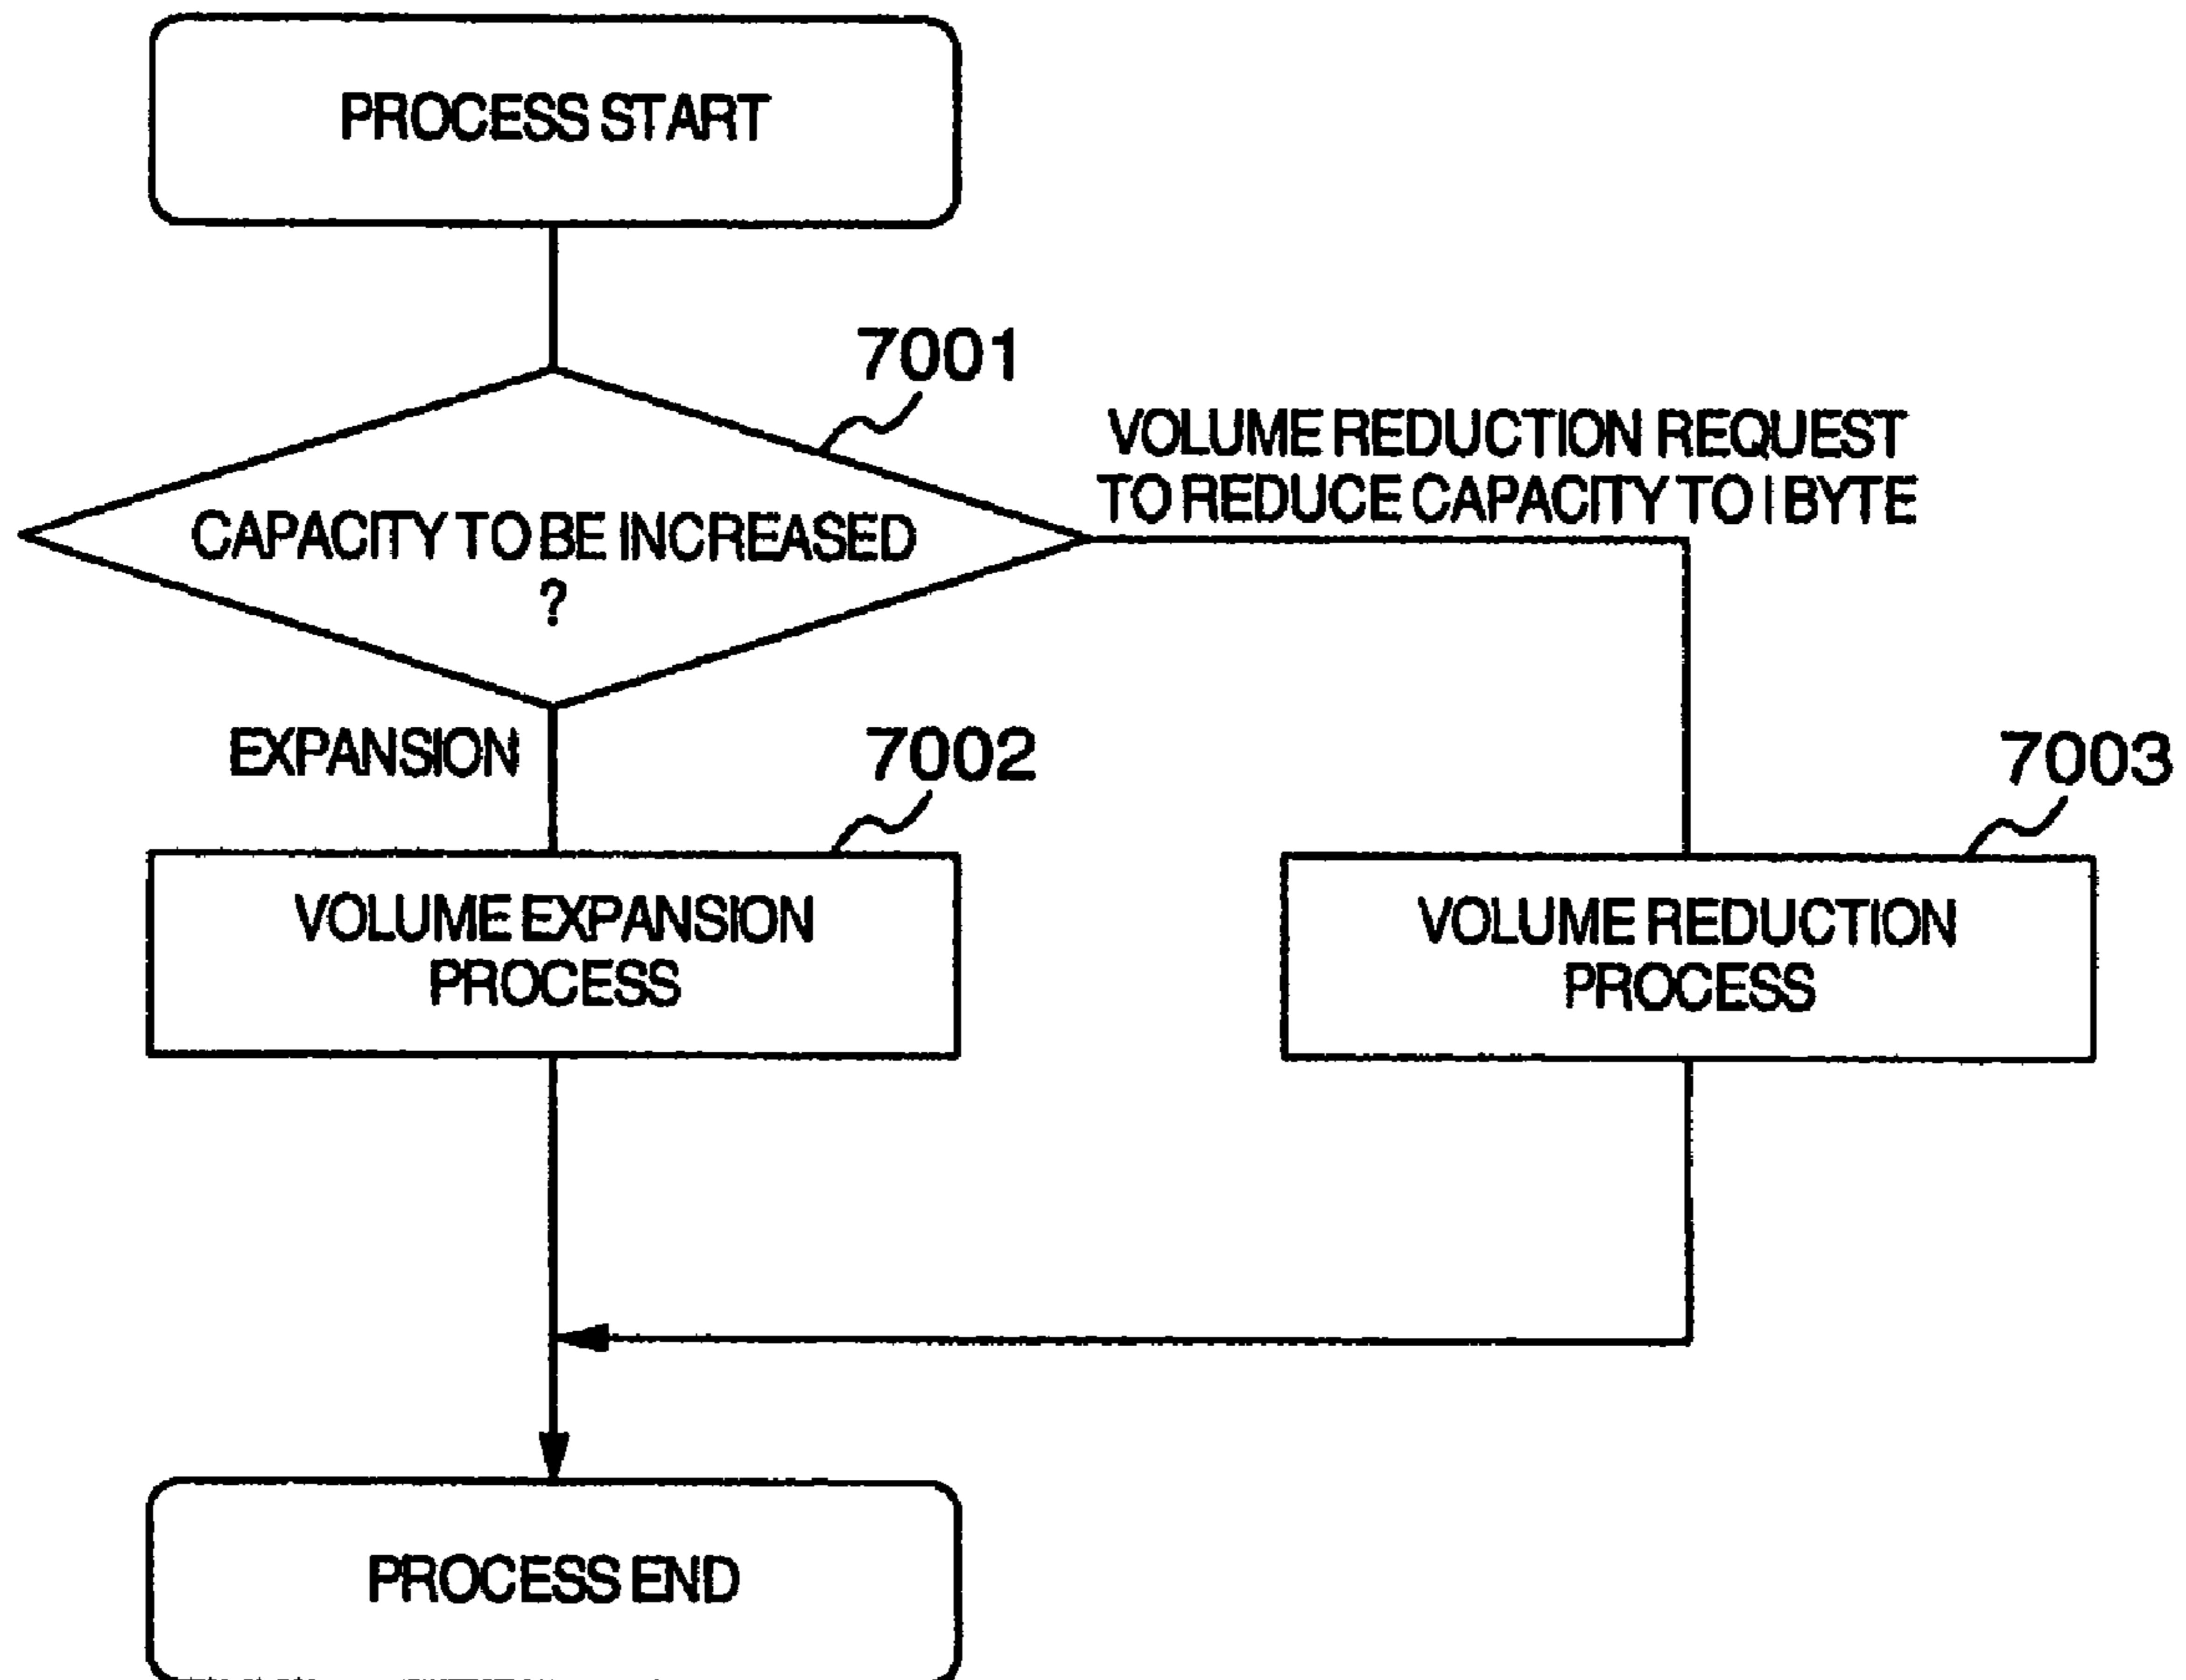 PROCESS START
7001
VOLUME REDUCTION REQUEST
TO REDUCE CAPACITY TO I BYTE
CAPACITY TO BE INCREASED
?
EXPANSION
7002
7003
VOLUME EXPANSION
PROCESS
VOLUME REDUCTION
PROCESS
PROCESS END